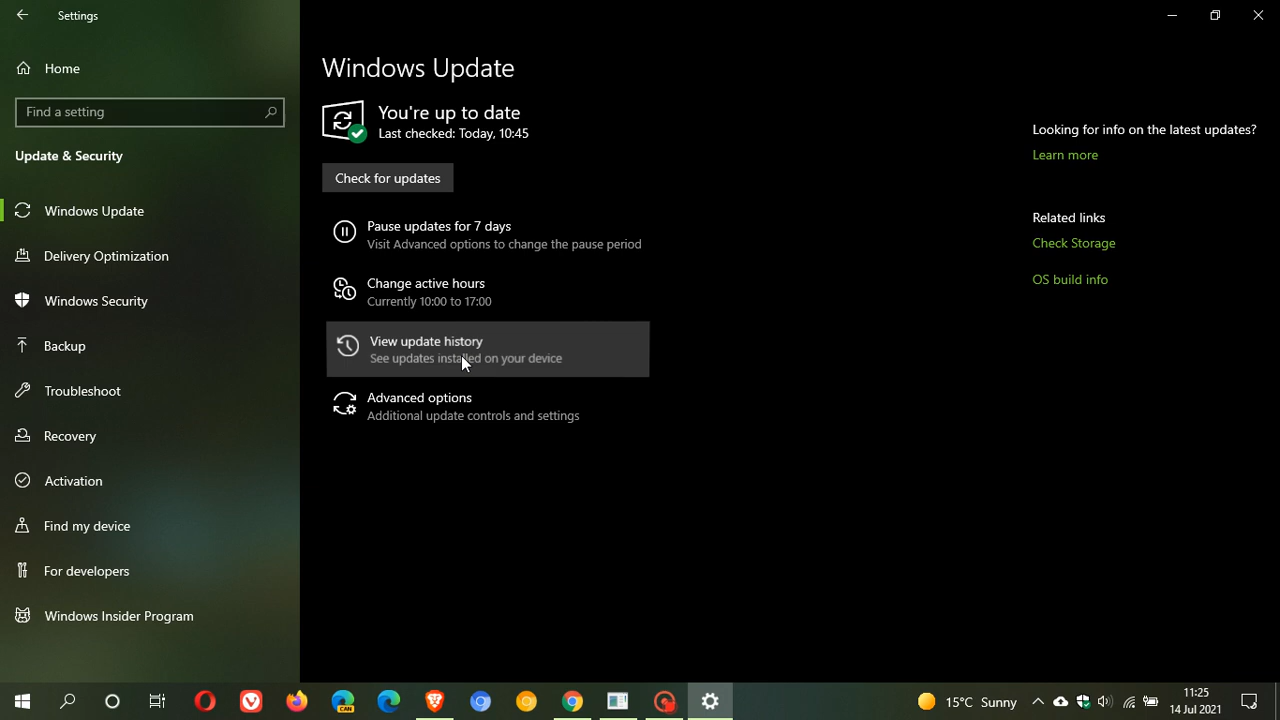 Settings
Home
Find a setting
Update & Security
Windows Update
Delivery Optimization
Windows Security
Backup
Troubleshoot
Recovery
Activation
Find my device
For developers
Windows Insider Program
Windows Update
You're up to date
Last checked: Today, 10:45
Check for updates
Pause updates for 7 days
Visit Advanced options to change the pause period
Change active hours
Currently 10:00 to 17:00
View update history
See updates installed on your device
Advanced options
Additional update controls and settings
Looking for info on the latest updates?
Learn more
Related links
Check Storage
OS build info
CAN
15°C Sunny
11:25
14 Jul 2021